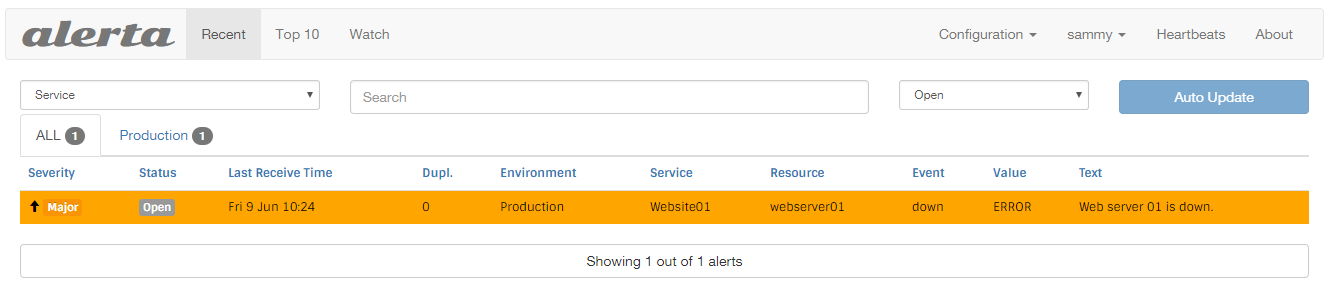 alerta Recent Top 10 Watch Configuration sammy Heartbeats About
Service Search Open Auto Update
ALL 1 Production 1
Severity Status Last Receive Time Dupl. Environment Service Resource Event Value Text
Major Open Fri 9 Jun 10:24 0 Production Website01 webserver01 down ERROR Web server 01 is down.
Showing 1 out of 1 alerts